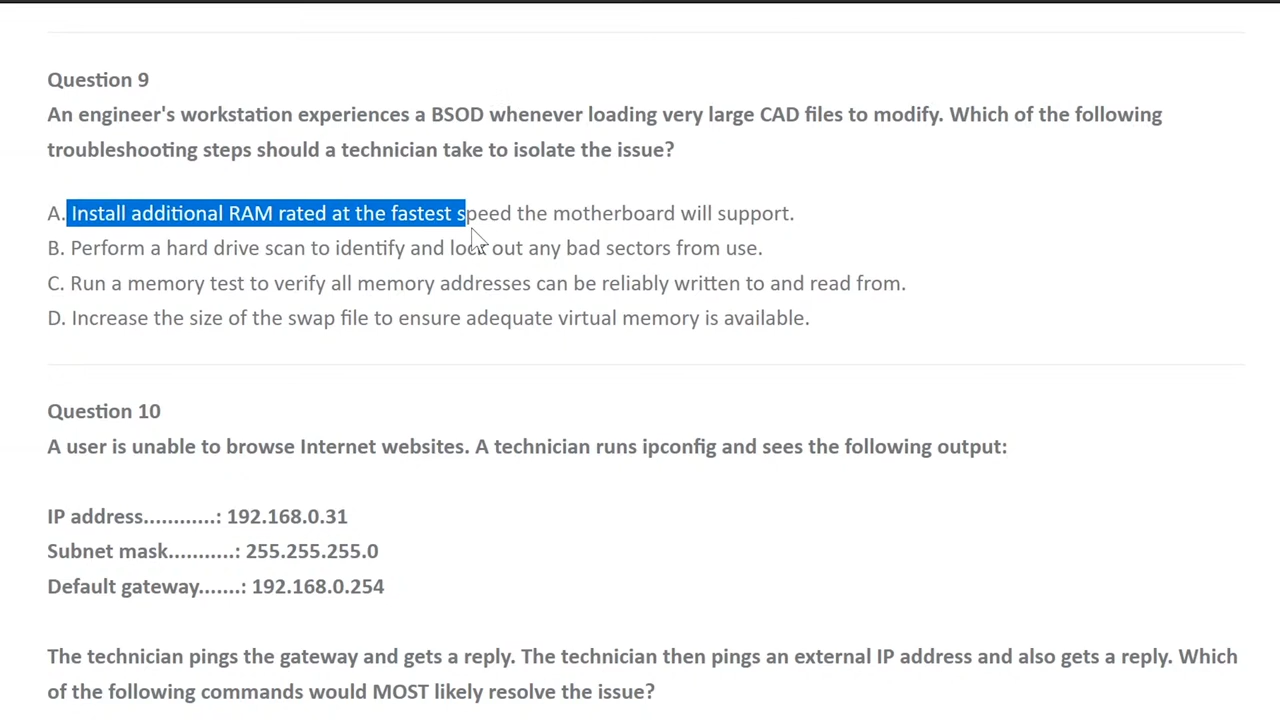 Question 9
An engineer's workstation experiences a BSOD whenever loading very large CAD files to modify. Which of the following
troubleshooting steps should a technician take to isolate the issue?
A. Install additional RAM rated at the fastest speed the motherboard will support.
B. Perform a hard drive scan to identify and lock out any bad sectors from use.
C. Run a memory test to verify all memory addresses can be reliably written to and read from.
D. Increase the size of the swap file to ensure adequate virtual memory is available.
Question 10
A user is unable to browse Internet websites. A technician runs ipconfig and sees the following output:
IP address............: 192.168.0.31
Subnet mask...........: 255.255.255.0
Default gateway.......: 192.168.0.254
The technician pings the gateway and gets a reply. The technician then pings an external IP address and also gets a reply. Which
of the following commands would MOST likely resolve the issue?